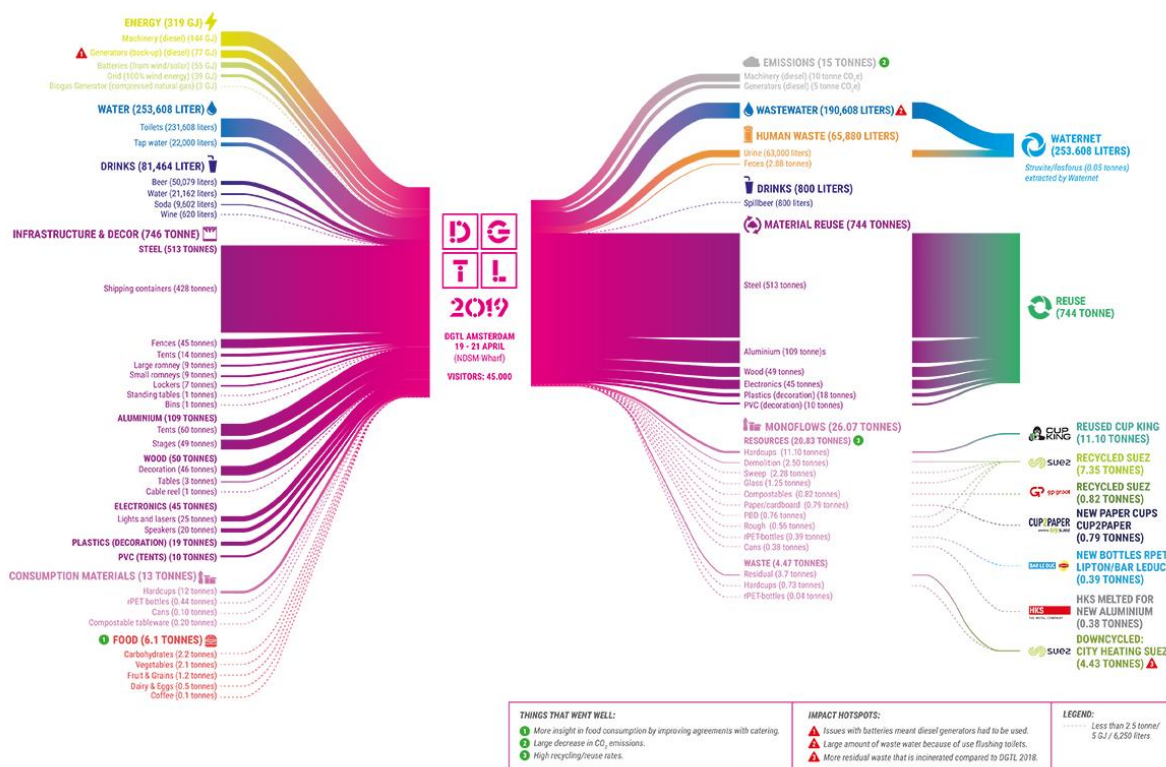 ENERGY (319 GJ)
Machinery (diesel) (144 GJ)
Generators (back-up) (diesel) (77 GJ)
Batteries (from wind/solar) (55 GJ)
Grid (100% wind energy) (39 GJ)
Biogas Generator (compressed natural gas) (3 GJ)
WATER (253,608 LITER)
Toilets (231,608 liters)
Tap water (22,000 liters)
DRINKS (81,464 LITER)
Beer (50,079 liters)
Water (21,162 liters)
Soda (9,602 liters)
Wine (620 liters)
INFRASTRUCTURE & DECOR (746 TONNE)
STEEL (513 TONNES)
Shipping containers (428 tonnes)
Fences (45 tonnes)
Tents (14 tonnes)
Large romney (9 tonnes)
Small romneys (9 tonnes)
Lockers (7 tonnes)
Standing tables (1 tonnes)
Bins (1 tonnes)
ALUMINIUM (109 TONNES)
Tents (60 tonnes)
Stages (49 tonnes)
WOOD (50 TONNES)
Decoration (46 tonnes)
Tables (3 tonnes)
Cable reel (1 tonnes)
ELECTRONICS (45 TONNES)
Lights and lasers (25 tonnes)
Speakers (20 tonnes)
PLASTICS (DECORATION) (19 TONNES)
PVC (TENTS) (10 TONNES)
CONSUMPTION MATERIALS (13 TONNES)
Hardcups (12 tonnes)
rPET bottles (0.44 tonnes)
Cans (0.10 tonnes)
Compostable tableware (0.20 tonnes)
1 FOOD (6.1 TONNES)
Carbohydrates (2.2 tonnes)
Vegetables (2.1 tonnes)
Fruit & Grains (1.2 tonnes)
Dairy & Eggs (0.5 tonnes)
Coffee (0.1 tonnes)
DG
TL
2019
DGTL AMSTERDAM
19 - 21 APRIL
(NDSM-Wharf)
VISITORS: 45.000
EMISSIONS (15 TONNES) 2
Machinery (diesel) (10 tonne CO2e)
Generators (diesel) (5 tonne CO2e)
WASTEWATER (190,608 LITERS) 2
HUMAN WASTE (65,880 LITERS)
Urine (63,000 liters)
Feces (2.88 tonnes)
DRINKS (800 LITERS)
Spillbeer (800 liters)
MATERIAL REUSE (744 TONNES)
Steel (513 tonnes)
Aluminium (109 tonne)s
Wood (49 tonnes)
Electronics (45 tonnes)
Plastics (decoration) (18 tonnes)
PVC (decoration) (10 tonnes)
MONOFLOWS (26.07 TONNES)
RESOURCES (20.83 TONNES) 3
Hardcups (11.10 tonnes)
Demolition (2.50 tonnes)
Sweep (2.28 tonnes)
Glass (1.25 tonnes)
Compostables (0.82 tonnes)
Paper/cardboard (0.79 tonnes)
(0.76 tonnes)
Rough (0.56 tonnes)
rPET-bottles (0.39 tonnes)
Cans (0.38 tonnes)
WASTE (4.47 TONNES)
Residual (3.7 tonnes)
Hardcups (0.73 tonnes)
rPET-bottles (0.04 tonnes)
WATERNET
(253.608 LITERS)
Struvite/fosforus (0.05 tonnes)
extracted by Waternet
REUSE
(744 TONNE)
CUP KING
REUSED CUP KING
(11.10 TONNES)
suez
RECYCLED SUEZ
(7.35 TONNES)
gp groot
RECYCLED SUEZ
(0.82 TONNES)
CUP2PAPER
NEW PAPER CUPS
CUP2PAPER
(0.79 TONNES)
BAR LE DUC
NEW BOTTLES RPET
LIPTON/BAR LEDUC
(0.39 TONNES)
HKS
THE METAL COMPANY
HKS MELTED FOR
NEW ALUMINIUM
(0.38 TONNES)
suez
DOWNCYCLED:
CITY HEATING SUEZ
(4.43 TONNES) 3
THINGS THAT WENT WELL:
1 More insight in food consumption by improving agreements with catering.
2 Large decrease in CO2 emissions.
3 High recycling/reuse rates.
IMPACT HOTSPOTS:
1 Issues with batteries meant diesel generators had to be used.
2 Large amount of waste water because of use flushing toilets.
3 More residual waste that is incinerated compared to DGTL 2018.
LEGEND:
Less than 2.5 tonne/
5 GJ / 6,250 liters